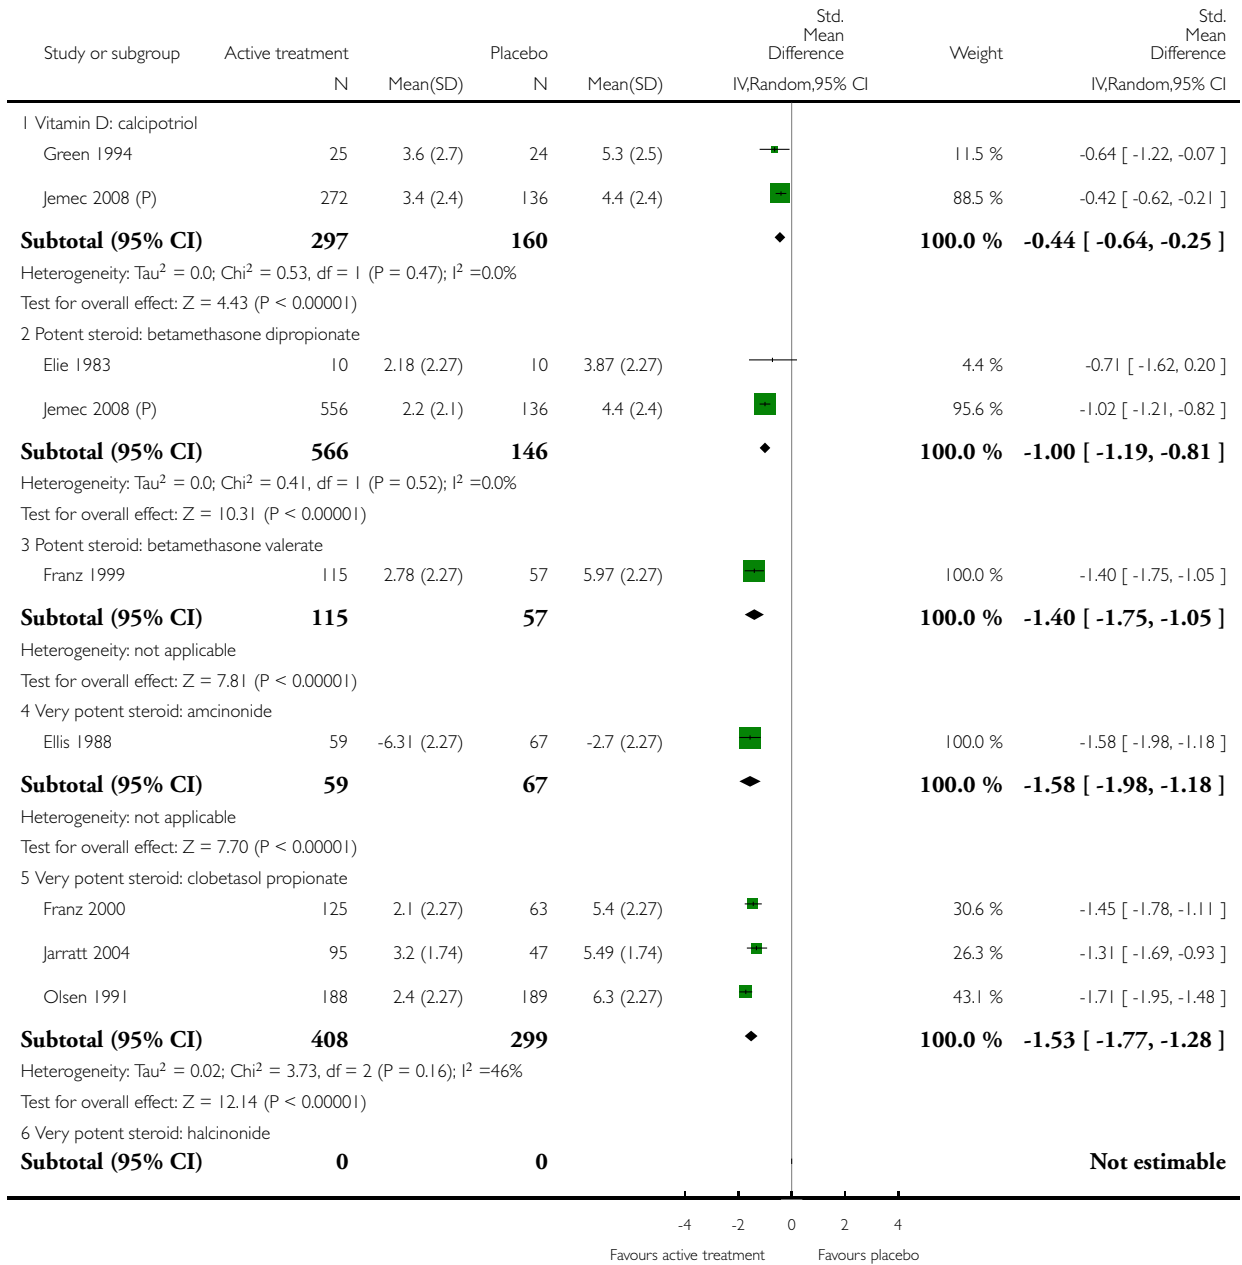 Std. Mean Difference Std. Mean Difference
Study or subgroup Active treatment Placebo Weight
N Mean(SD) N Mean(SD) IV,Random,95% CI IV,Random,95% CI
1 Vitamin D: calcipotriol
Green 1994 25 3.6 (2.7) 24 5.3 (2.5) 11.5 % -0.64 [ -1.22, -0.07 ]
Jemec 2008 (P) 272 3.4 (2.4) 136 4.4 (2.4) 88.5 % -0.42 [ -0.62, -0.21 ]
Subtotal (95% CI) 297 160 100.0 % -0.44 [ -0.64, -0.25 ]
Heterogeneity: Tau² = 0.0; Chi² = 0.53, df = 1 (P = 0.47); I² =0.0%
Test for overall effect: Z = 4.43 (P < 0.00001)
2 Potent steroid: betamethasone dipropionate
Elie 1983 10 2.18 (2.27) 10 3.87 (2.27) 4.4 % -0.71 [ -1.62, 0.20 ]
Jemec 2008 (P) 556 2.2 (2.1) 136 4.4 (2.4) 95.6 % -1.02 [ -1.21, -0.82 ]
Subtotal (95% CI) 566 146 100.0 % -1.00 [ -1.19, -0.81 ]
Heterogeneity: Tau² = 0.0; Chi² = 0.41, df = 1 (P = 0.52); I² =0.0%
Test for overall effect: Z = 10.31 (P < 0.00001)
3 Potent steroid: betamethasone valerate
Franz 1999 115 2.78 (2.27) 57 5.97 (2.27) 100.0 % -1.40 [ -1.75, -1.05 ]
Subtotal (95% CI) 115 57 100.0 % -1.40 [ -1.75, -1.05 ]
Heterogeneity: not applicable
Test for overall effect: Z = 7.81 (P < 0.00001)
4 Very potent steroid: amcinonide
Ellis 1988 59 -6.31 (2.27) 67 -2.7 (2.27) 100.0 % -1.58 [ -1.98, -1.18 ]
Subtotal (95% CI) 59 67 100.0 % -1.58 [ -1.98, -1.18 ]
Heterogeneity: not applicable
Test for overall effect: Z = 7.70 (P < 0.00001)
5 Very potent steroid: clobetasol propionate
Franz 2000 125 2.1 (2.27) 63 5.4 (2.27) 30.6 % -1.45 [ -1.78, -1.11 ]
Jarratt 2004 95 3.2 (1.74) 47 5.49 (1.74) 26.3 % -1.31 [ -1.69, -0.93 ]
Olsen 1991 188 2.4 (2.27) 189 6.3 (2.27) 43.1 % -1.71 [ -1.95, -1.48 ]
Subtotal (95% CI) 408 299 100.0 % -1.53 [ -1.77, -1.28 ]
Heterogeneity: Tau² = 0.02; Chi² = 3.73, df = 2 (P = 0.16); I² =46%
Test for overall effect: Z = 12.14 (P < 0.00001)
6 Very potent steroid: halcinonide
Subtotal (95% CI) 0 0 Not estimable
-4 -2 0 2 4
Favours active treatment Favours placebo